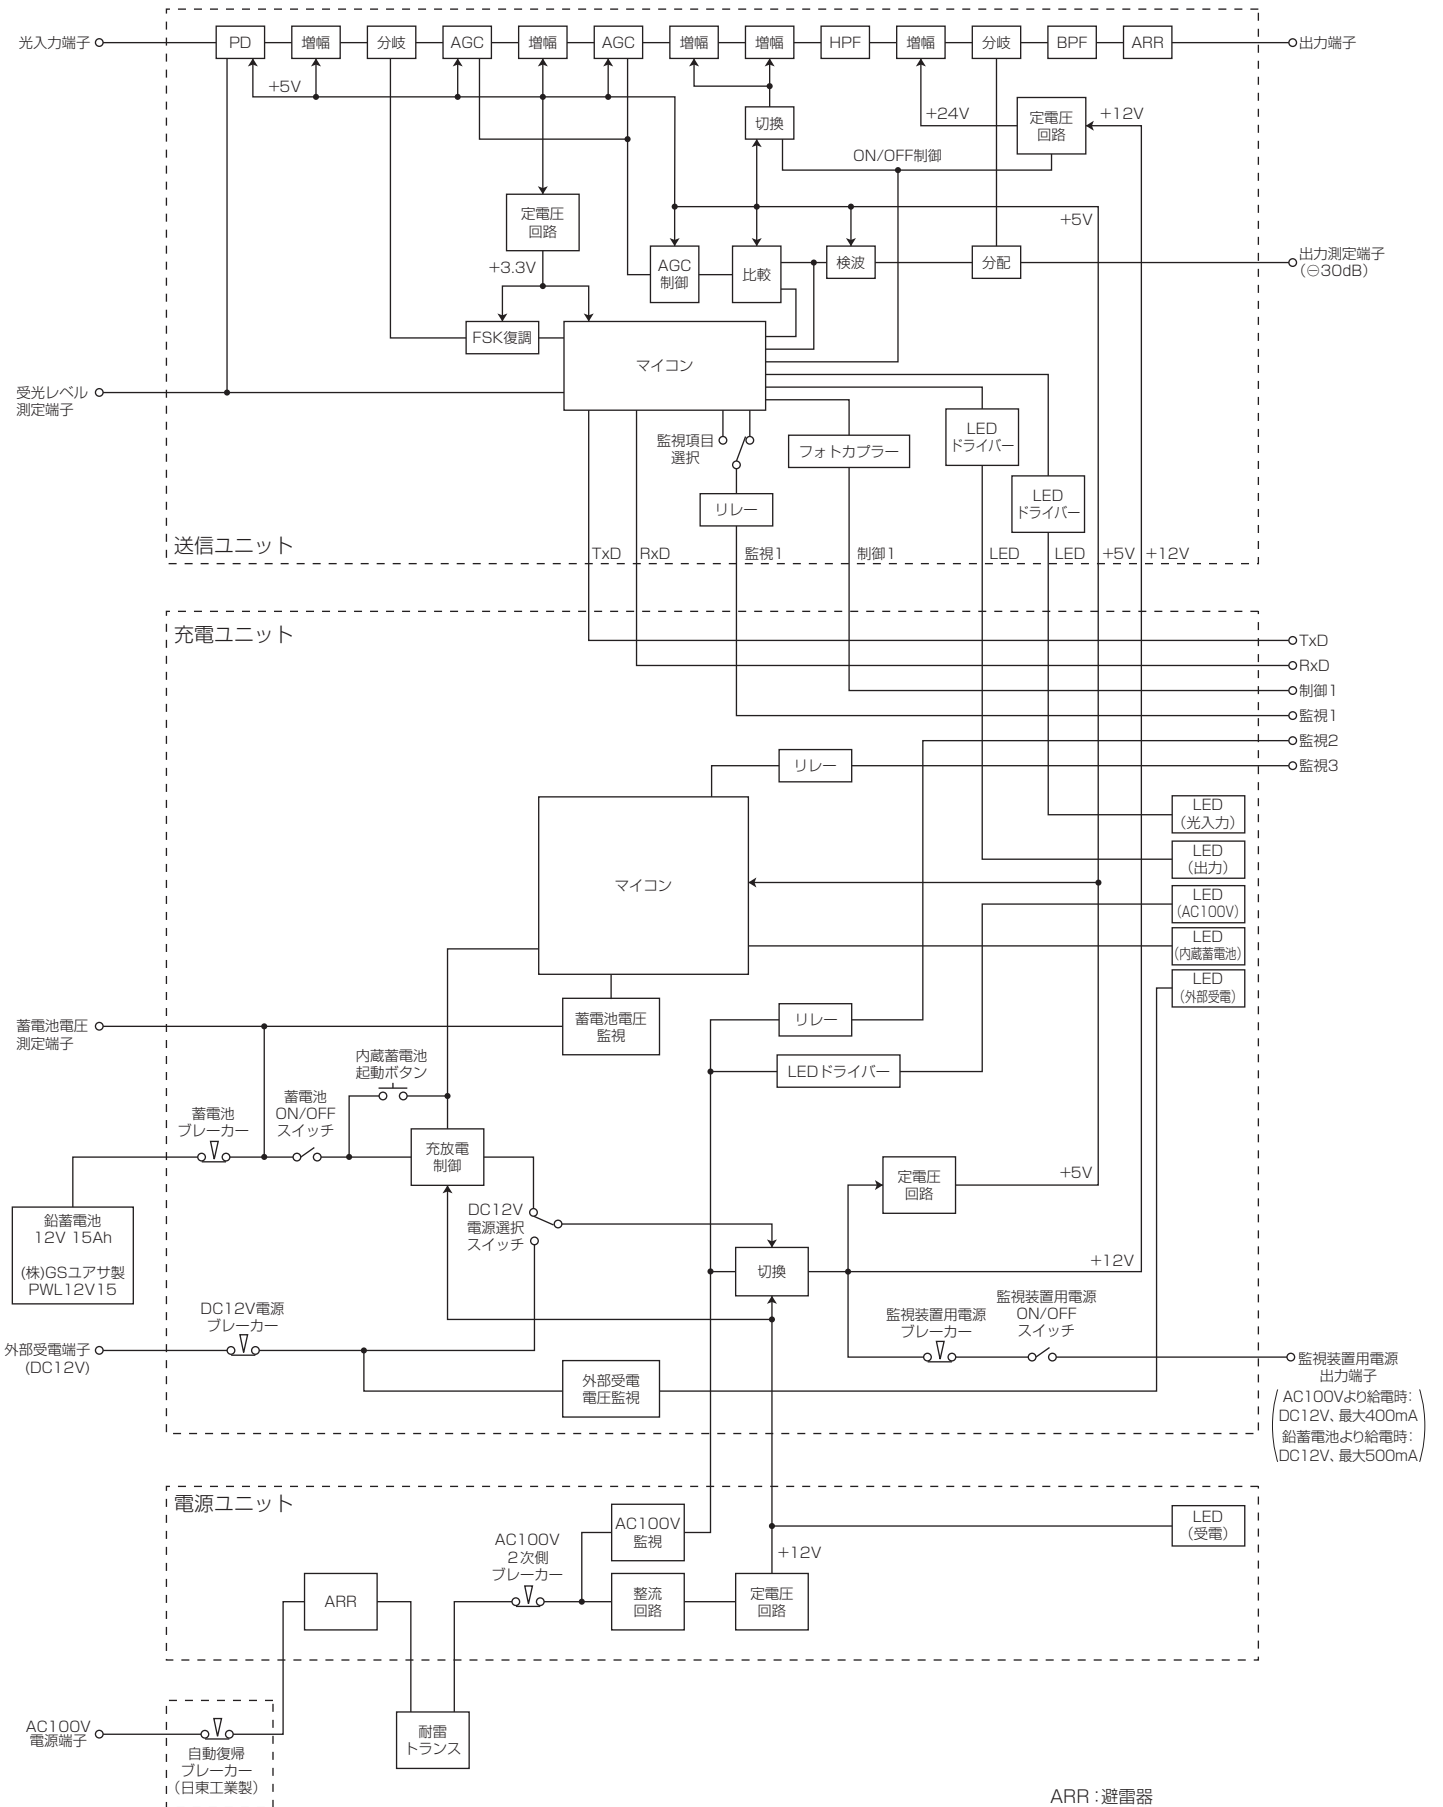 光入力端子
PD
増幅
分岐
AGC
増幅
AGC
増幅
増幅
HPF
増幅
分岐
BPF
ARR
出力端子
+5V
切換
+24V
定電圧
回路
+12V
ON/OFF制御
定電圧
回路
+5V
+3.3V
AGC
制御
比較
検波
分配
出力測定端子
(⊖30dB)
FSK復調
マイコン
受光レベル
測定端子
監視項目
選択
フォトカプラー
LED
ドライバー
リレー
LED
ドライバー
送信ユニット
TxD
RxD
監視1
制御1
LED
LED
+5V
+12V
充電ユニット
TxD
RxD
制御1
監視1
監視2
監視3
リレー
LED
(光入力)
LED
(出力)
マイコン
LED
(AC100V)
LED
(内蔵蓄電池)
LED
(外部受電)
蓄電池電圧
測定端子
蓄電池電圧
監視
リレー
内蔵蓄電池
起動ボタン
LEDドライバー
蓄電池
ON/OFF
スイッチ
蓄電池
ブレーカー
充放電
制御
定電圧
回路
+5V
鉛蓄電池
12V 15Ah
(株)GSユアサ製
PWL12V15
DC12V
電源選択
スイッチ
切換
+12V
DC12V電源
ブレーカー
監視装置用電源
ブレーカー
監視装置用電源
ON/OFF
スイッチ
外部受電端子
(DC12V)
外部受電
電圧監視
監視装置用電源
出力端子
(AC100Vより給電時:
DC12V、最大400mA
鉛蓄電池より給電時:
DC12V、最大500mA)
電源ユニット
AC100V
監視
LED
(受電)
AC100V
2次側
ブレーカー
+12V
ARR
整流
回路
定電圧
回路
AC100V
電源端子
自動復帰
ブレーカー
(日東工業製)
耐雷
トランス
ARR：避雷器